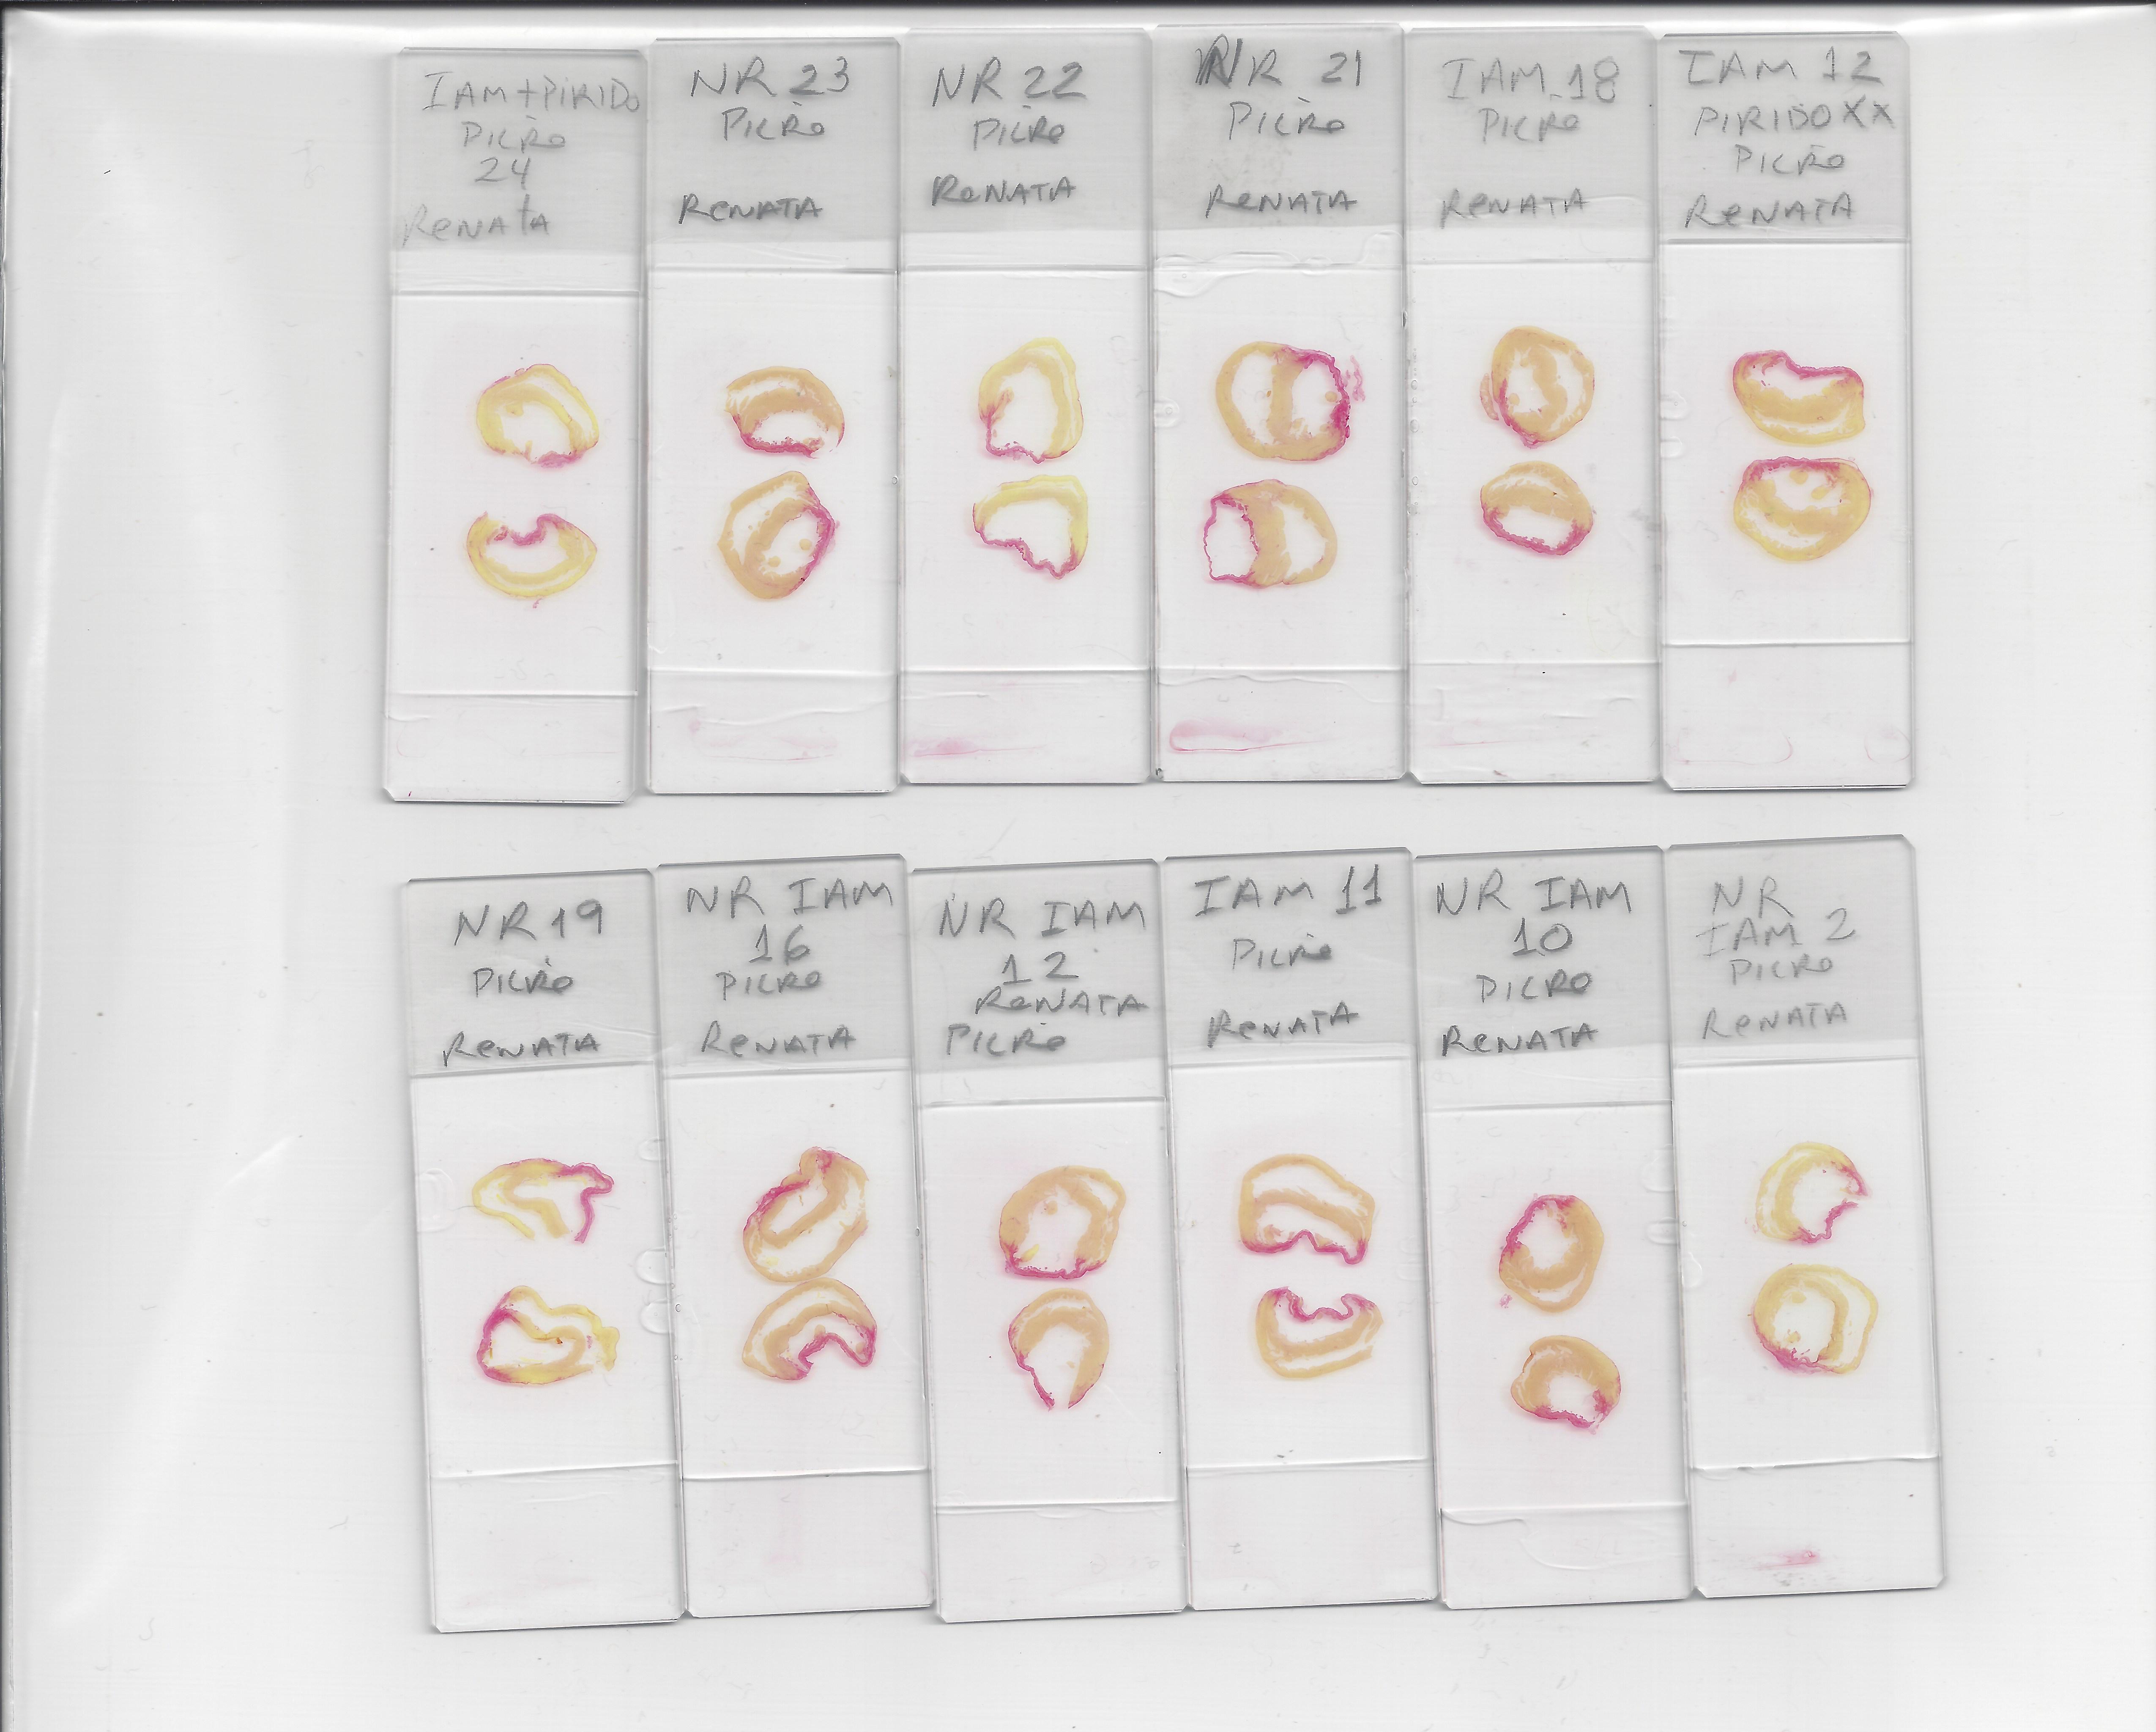 IAM+PIRIDO
PICRO
24
RENATA
NR 23
PICRO
RENATA
NR 22
PICRO
RENATA
NR 21
PICRO
RENATA
IAM-18
PICRO
RENATA
IAM 12
PIRIDOXX
PICRO
RENATA
NR 19
PICRO
RENATA
NR IAM
16
PICRO
RENATA
NR IAM
12
RENATA
PICRO
IAM 11
PICRO
RENATA
NR IAM
10
PICRO
RENATA
NR
IAM 2
PICRO
RENATA